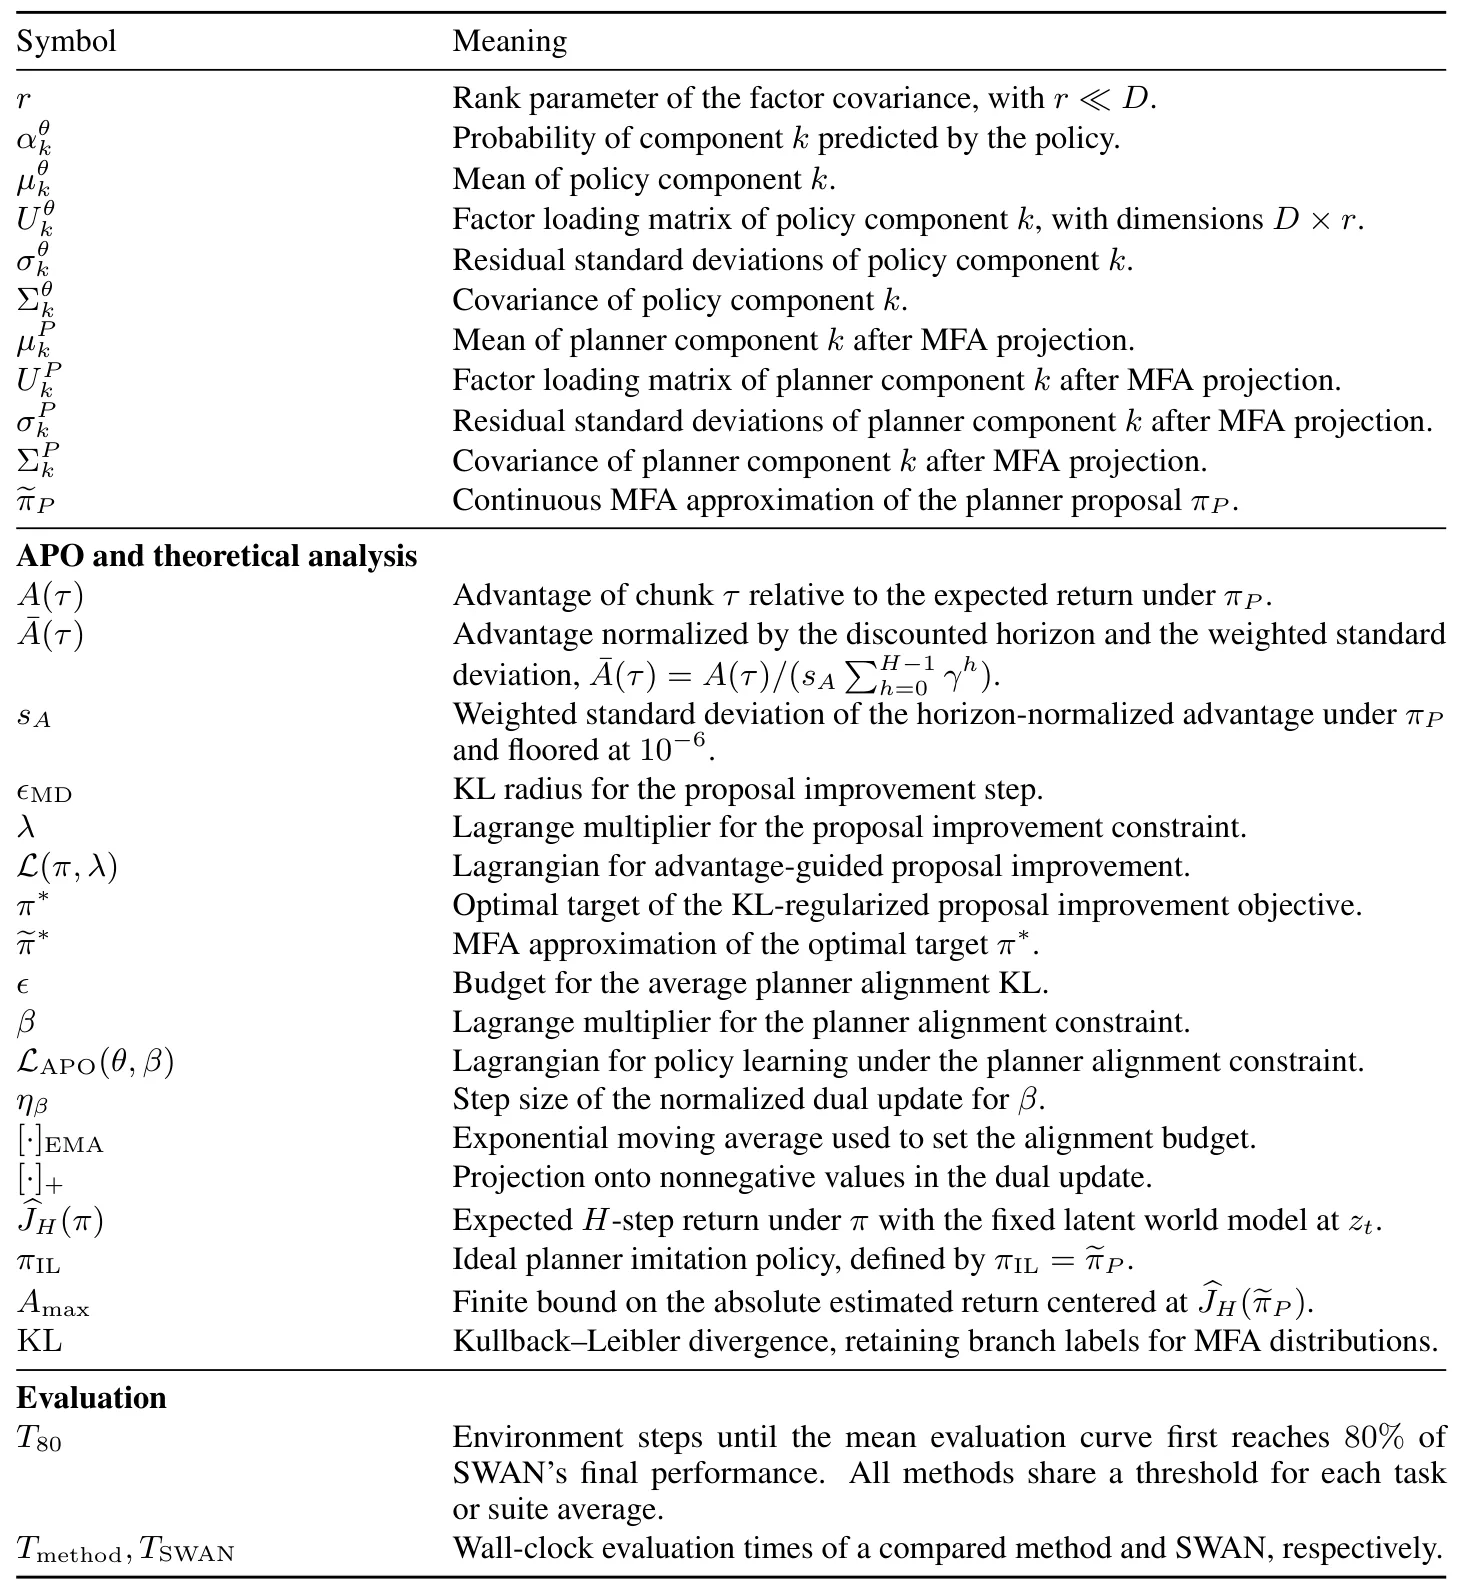 Symbol Meaning
r Rank parameter of the factor covariance, with r ≪ D.
α_k^θ Probability of component k predicted by the policy.
μ_k^θ Mean of policy component k.
U_k^θ Factor loading matrix of policy component k, with dimensions D × r.
σ_k^θ Residual standard deviations of policy component k.
Σ_k^θ Covariance of policy component k.
μ_k^P Mean of planner component k after MFA projection.
U_k^P Factor loading matrix of planner component k after MFA projection.
σ_k^P Residual standard deviations of planner component k after MFA projection.
Σ_k^P Covariance of planner component k after MFA projection.
π̃_P Continuous MFA approximation of the planner proposal π_P.
APO and theoretical analysis
A(τ) Advantage of chunk τ relative to the expected return under π_P.
Ā(τ) Advantage normalized by the discounted horizon and the weighted standard
deviation, Ā(τ) = A(τ)/(s_A ∑_{h=0}^{H−1} γ^h).
s_A Weighted standard deviation of the horizon-normalized advantage under π_P
and floored at 10^{−6}.
ϵ_MD KL radius for the proposal improvement step.
λ Lagrange multiplier for the proposal improvement constraint.
ℒ(π, λ) Lagrangian for advantage-guided proposal improvement.
π* Optimal target of the KL-regularized proposal improvement objective.
π̃* MFA approximation of the optimal target π*.
ϵ Budget for the average planner alignment KL.
β Lagrange multiplier for the planner alignment constraint.
ℒ_APO(θ, β) Lagrangian for policy learning under the planner alignment constraint.
η_β Step size of the normalized dual update for β.
[·]_EMA Exponential moving average used to set the alignment budget.
[·]_+ Projection onto nonnegative values in the dual update.
Ĵ_H(π) Expected H-step return under π with the fixed latent world model at z_t.
π_IL Ideal planner imitation policy, defined by π_IL = π̃_P.
A_max Finite bound on the absolute estimated return centered at Ĵ_H(π̃_P).
KL Kullback–Leibler divergence, retaining branch labels for MFA distributions.
Evaluation
T_80 Environment steps until the mean evaluation curve first reaches 80% of
SWAN's final performance. All methods share a threshold for each task
or suite average.
T_method, T_SWAN Wall-clock evaluation times of a compared method and SWAN, respectively.